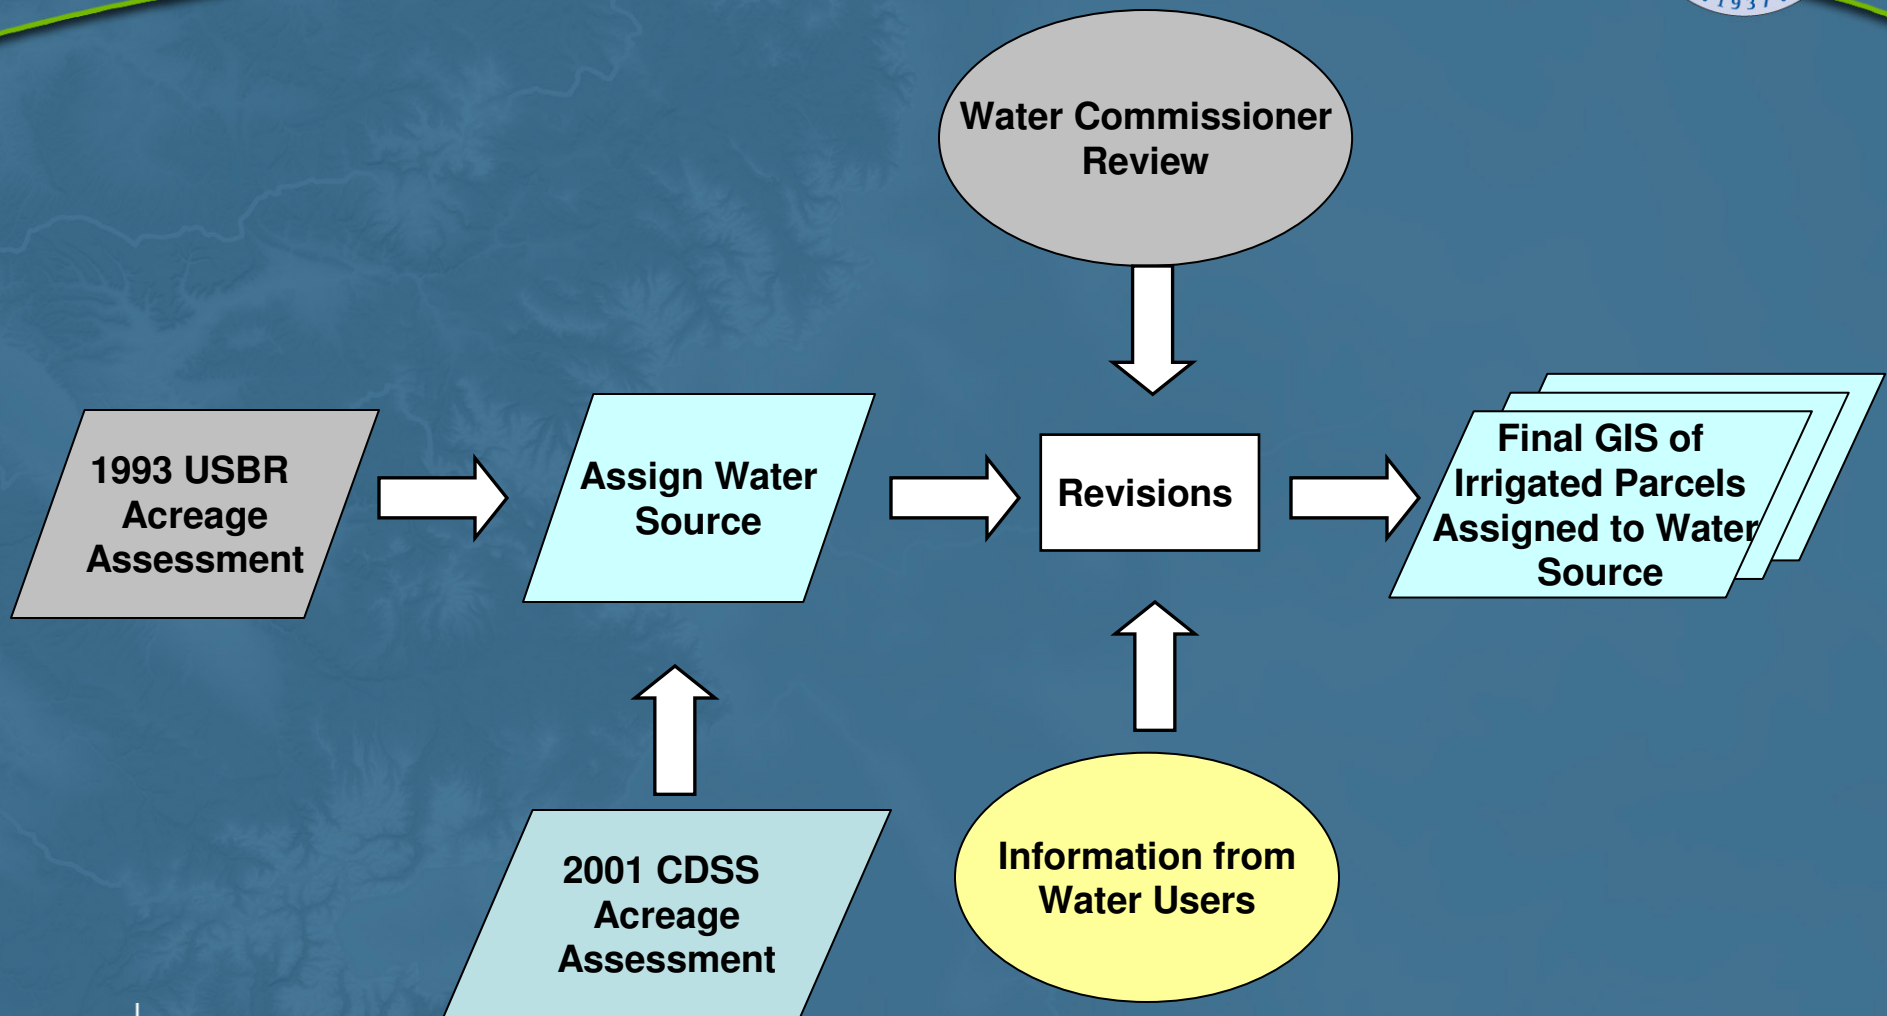 1937
Water Commissioner
Review
1993 USBR
Acreage
Assessment
Assign Water
Source
Revisions
Final GIS of
Irrigated Parcels
Assigned to Water
Source
2001 CDSS
Acreage
Assessment
Information from
Water Users